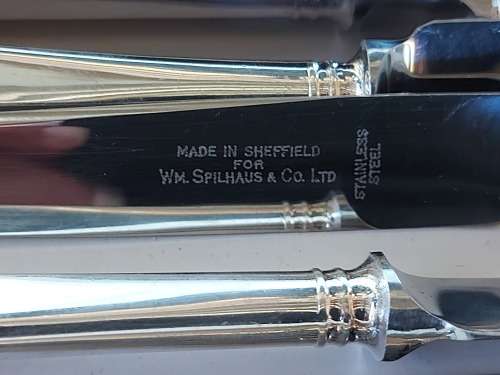 MADE IN SHEFFIELD
FOR
WM. SPILHAUS & CO. LTD
STAINLESS
STEEL